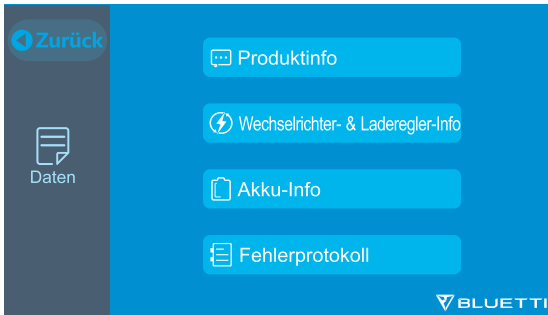 Zurück
Daten
Produktinfo
Wechselrichter- & Laderegler-Info
Akku-Info
Fehlerprotokoll
BLUETTI